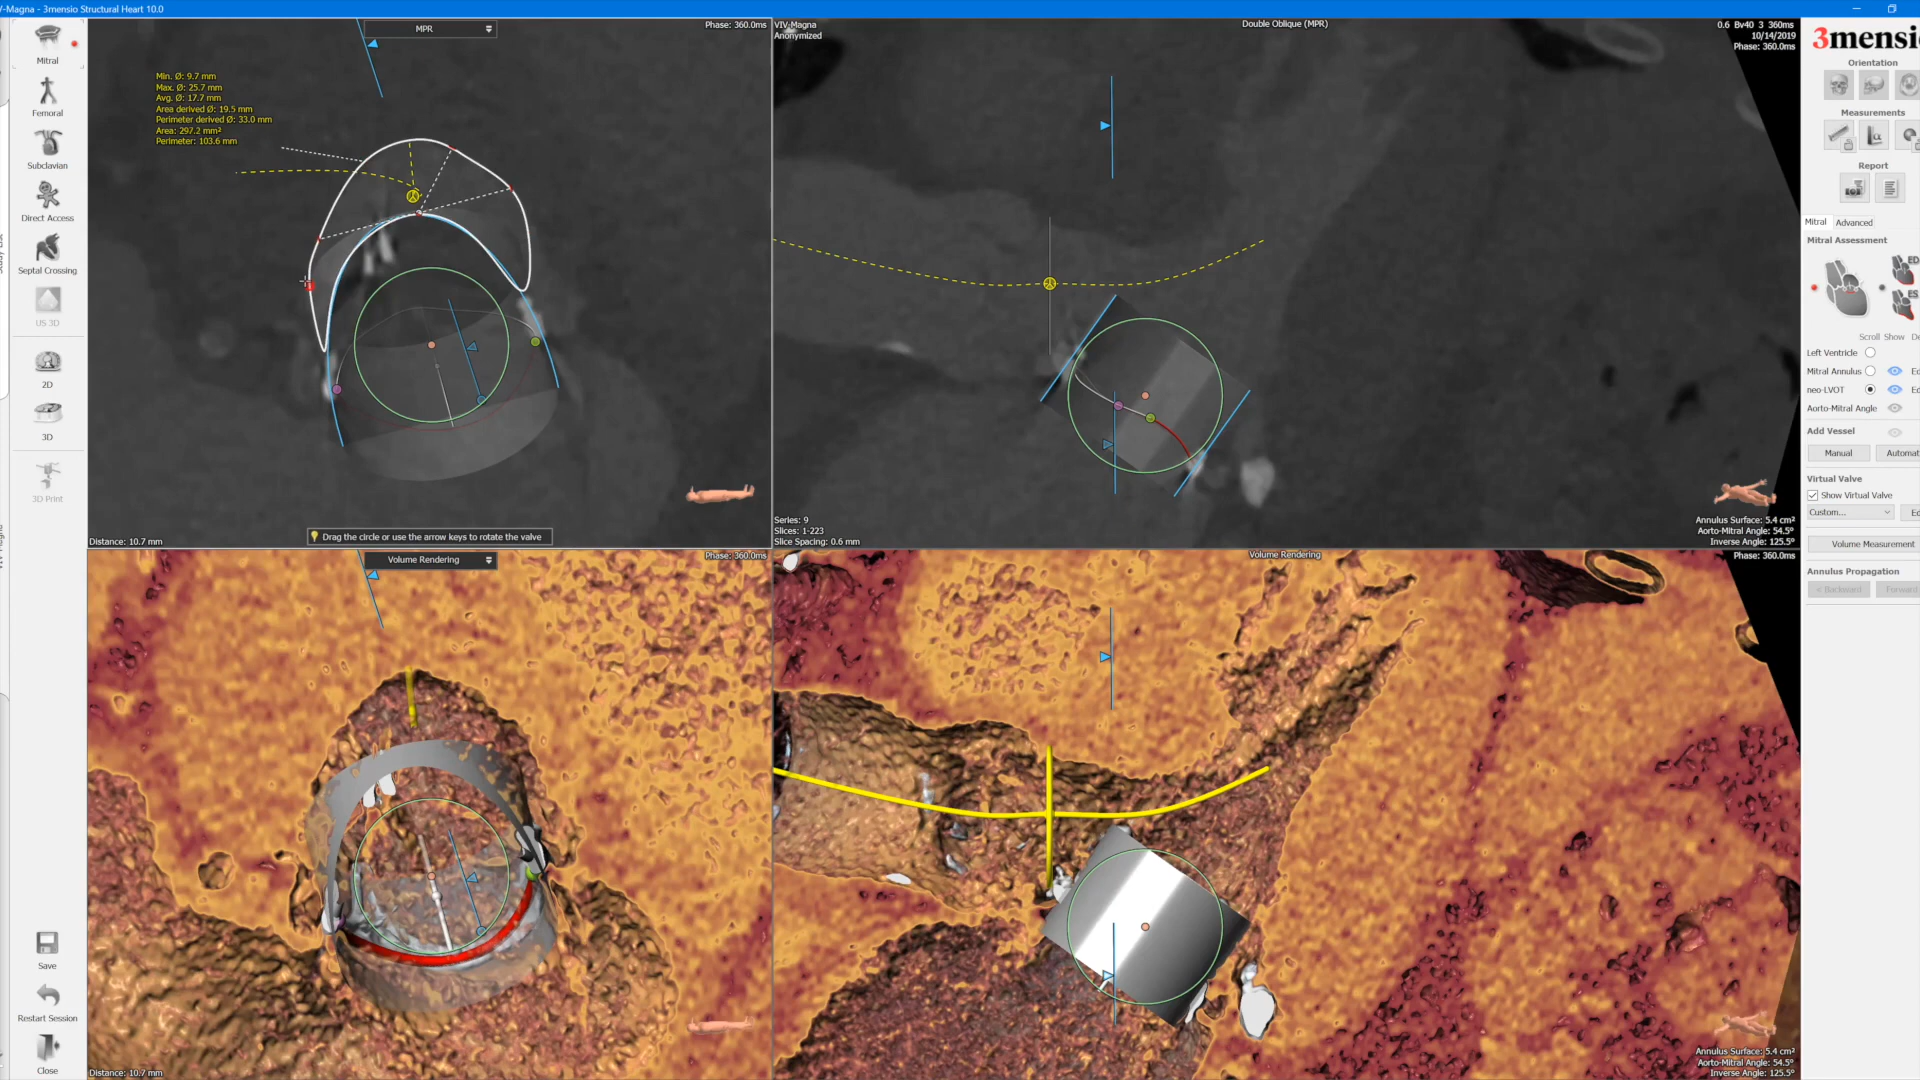 V-Magna - 3mensio Structural Heart 10.0
Mitral
Femoral
Subclavian
Direct Access
Septal Crossing
US 3D
2D
3D
3D Print
Save
Restart Session
Close
MPR
Phase: 360.0ms
Min. Ø: 9.7 mm
Max. Ø: 25.7 mm
Avg. Ø: 17.7 mm
Area derived Ø: 19.5 mm
Perimeter derived Ø: 33.0 mm
Area: 297.2 mm²
Perimeter: 103.6 mm
Distance: 10.7 mm
Drag the circle or use the arrow keys to rotate the valve
VIV-Magna
Anonymized
Double Oblique (MPR)
0.6 Bv40 3 360ms
10/14/2019
Phase: 360.0ms
Series: 9
Slices: 1-223
Slice Spacing: 0.6 mm
Annulus Surface: 5.4 cm²
Aorto-Mitral Angle: 54.5°
Inverse Angle: 125.5°
Volume Rendering
Phase: 360.0ms
Distance: 10.7 mm
Volume Rendering
Phase: 360.0ms
Annulus Surface: 5.4 cm²
Aorto-Mitral Angle: 54.5°
Inverse Angle: 125.5°
3mensi
Orientation
Measurements
Report
Mitral Advanced
Mitral Assessment
ED
ES
Scroll Show De
Left Ventricle
Mitral Annulus Ed
neo-LVOT Ed
Aorto-Mitral Angle
Add Vessel
Manual Automat
Virtual Valve
Show Virtual Valve
Custom... Ed
Volume Measurement
Annulus Propagation
< Backward Forward